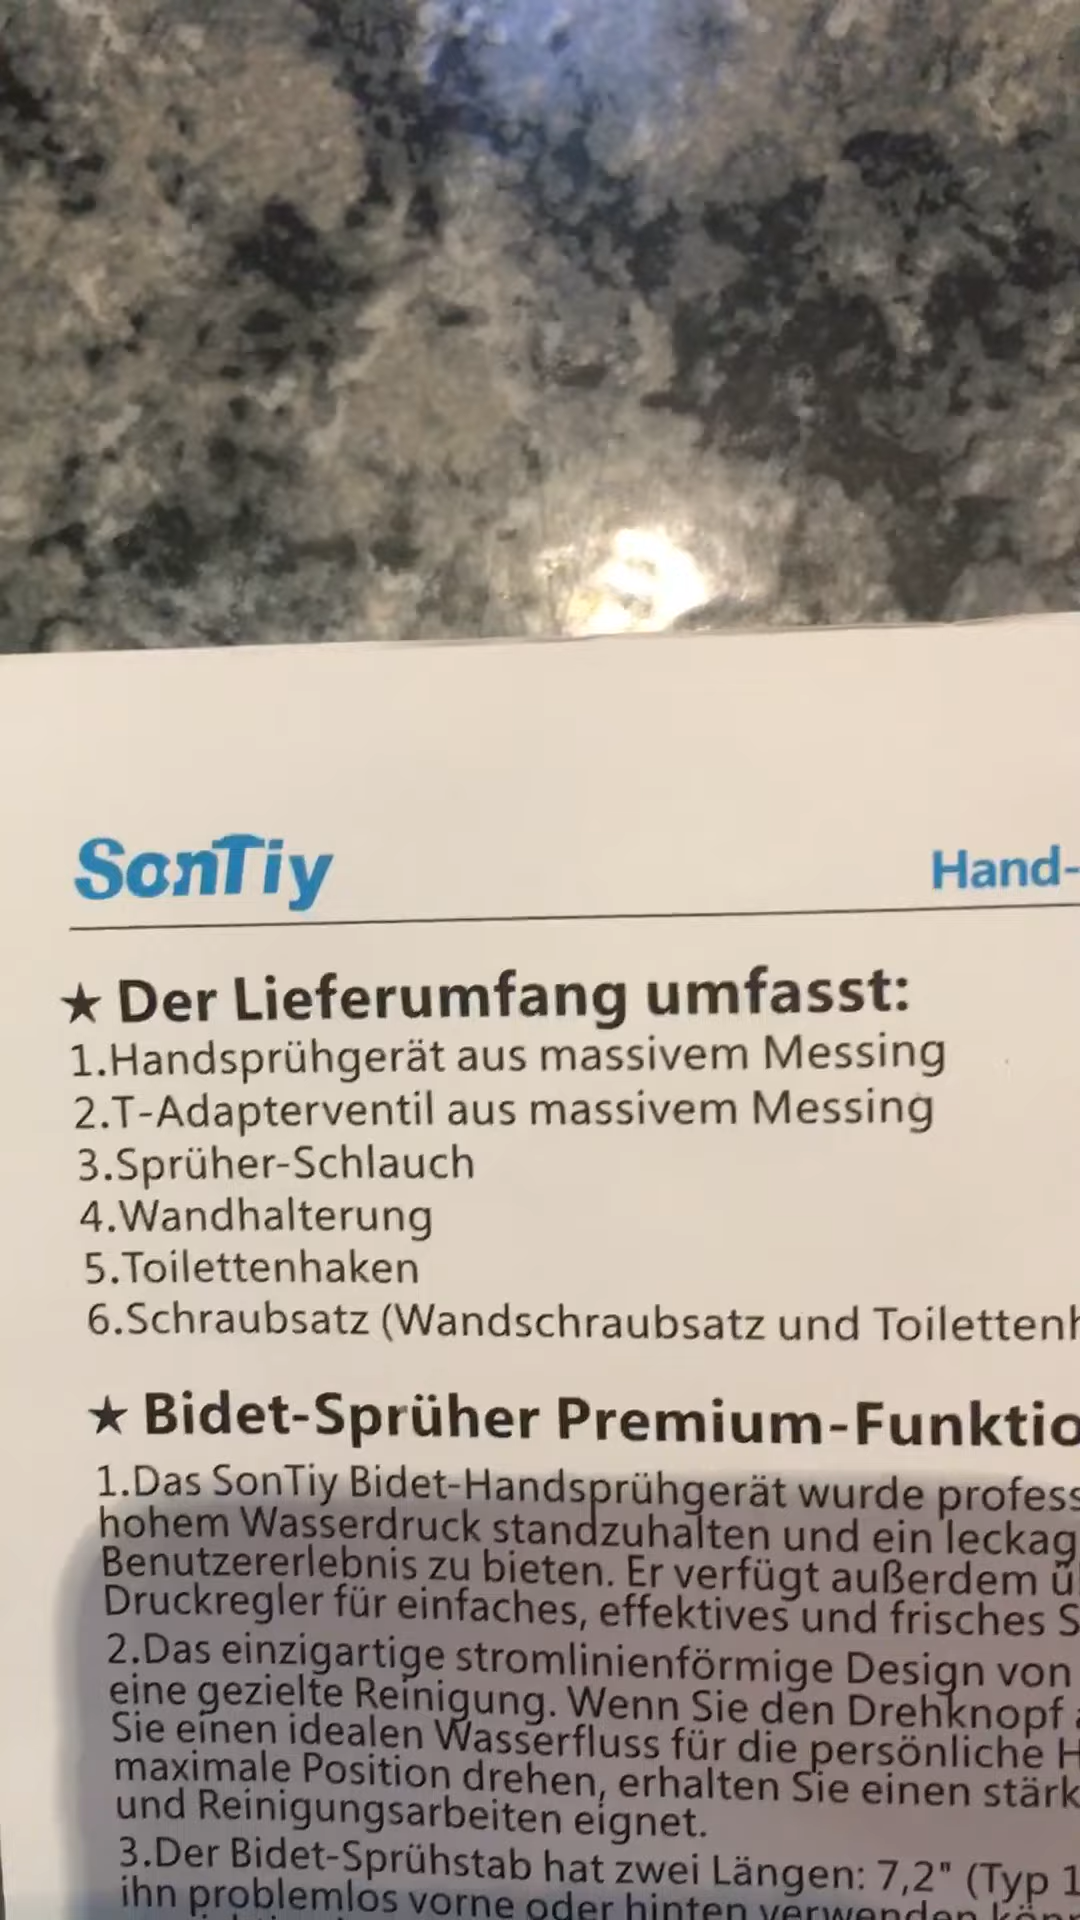 SonTiy Hand-
★ Der Lieferumfang umfasst:
1.Handsprühgerät aus massivem Messing
2.T-Adapterventil aus massivem Messing
3.Sprüher-Schlauch
4.Wandhalterung
5.Toilettenhaken
6.Schraubsatz (Wandschraubsatz und
★ Bidet-Sprüher
1.Das SonTiy Bidet-Handsprühgerät wurde
hohem Wasserdruck standzuhalten und ein
Benutzererlebnis zu bieten. Er verfügt außerdem
Druckregler für einfaches, effektives und frisches
2.Das einzigartige stromlinienförmige Design von
eine gezielte Reinigung. Wenn Sie den Drehknopf
Sie einen idealen Wasserfluss für die persönliche
maximale Position drehen, erhalten Sie einen
und Reinigungsarbeiten eignet.
3.Der Bidet-Sprühstab hat zwei Längen: 7,2" (Typ 1
ihn problemlos vorne oder hinten verwenden